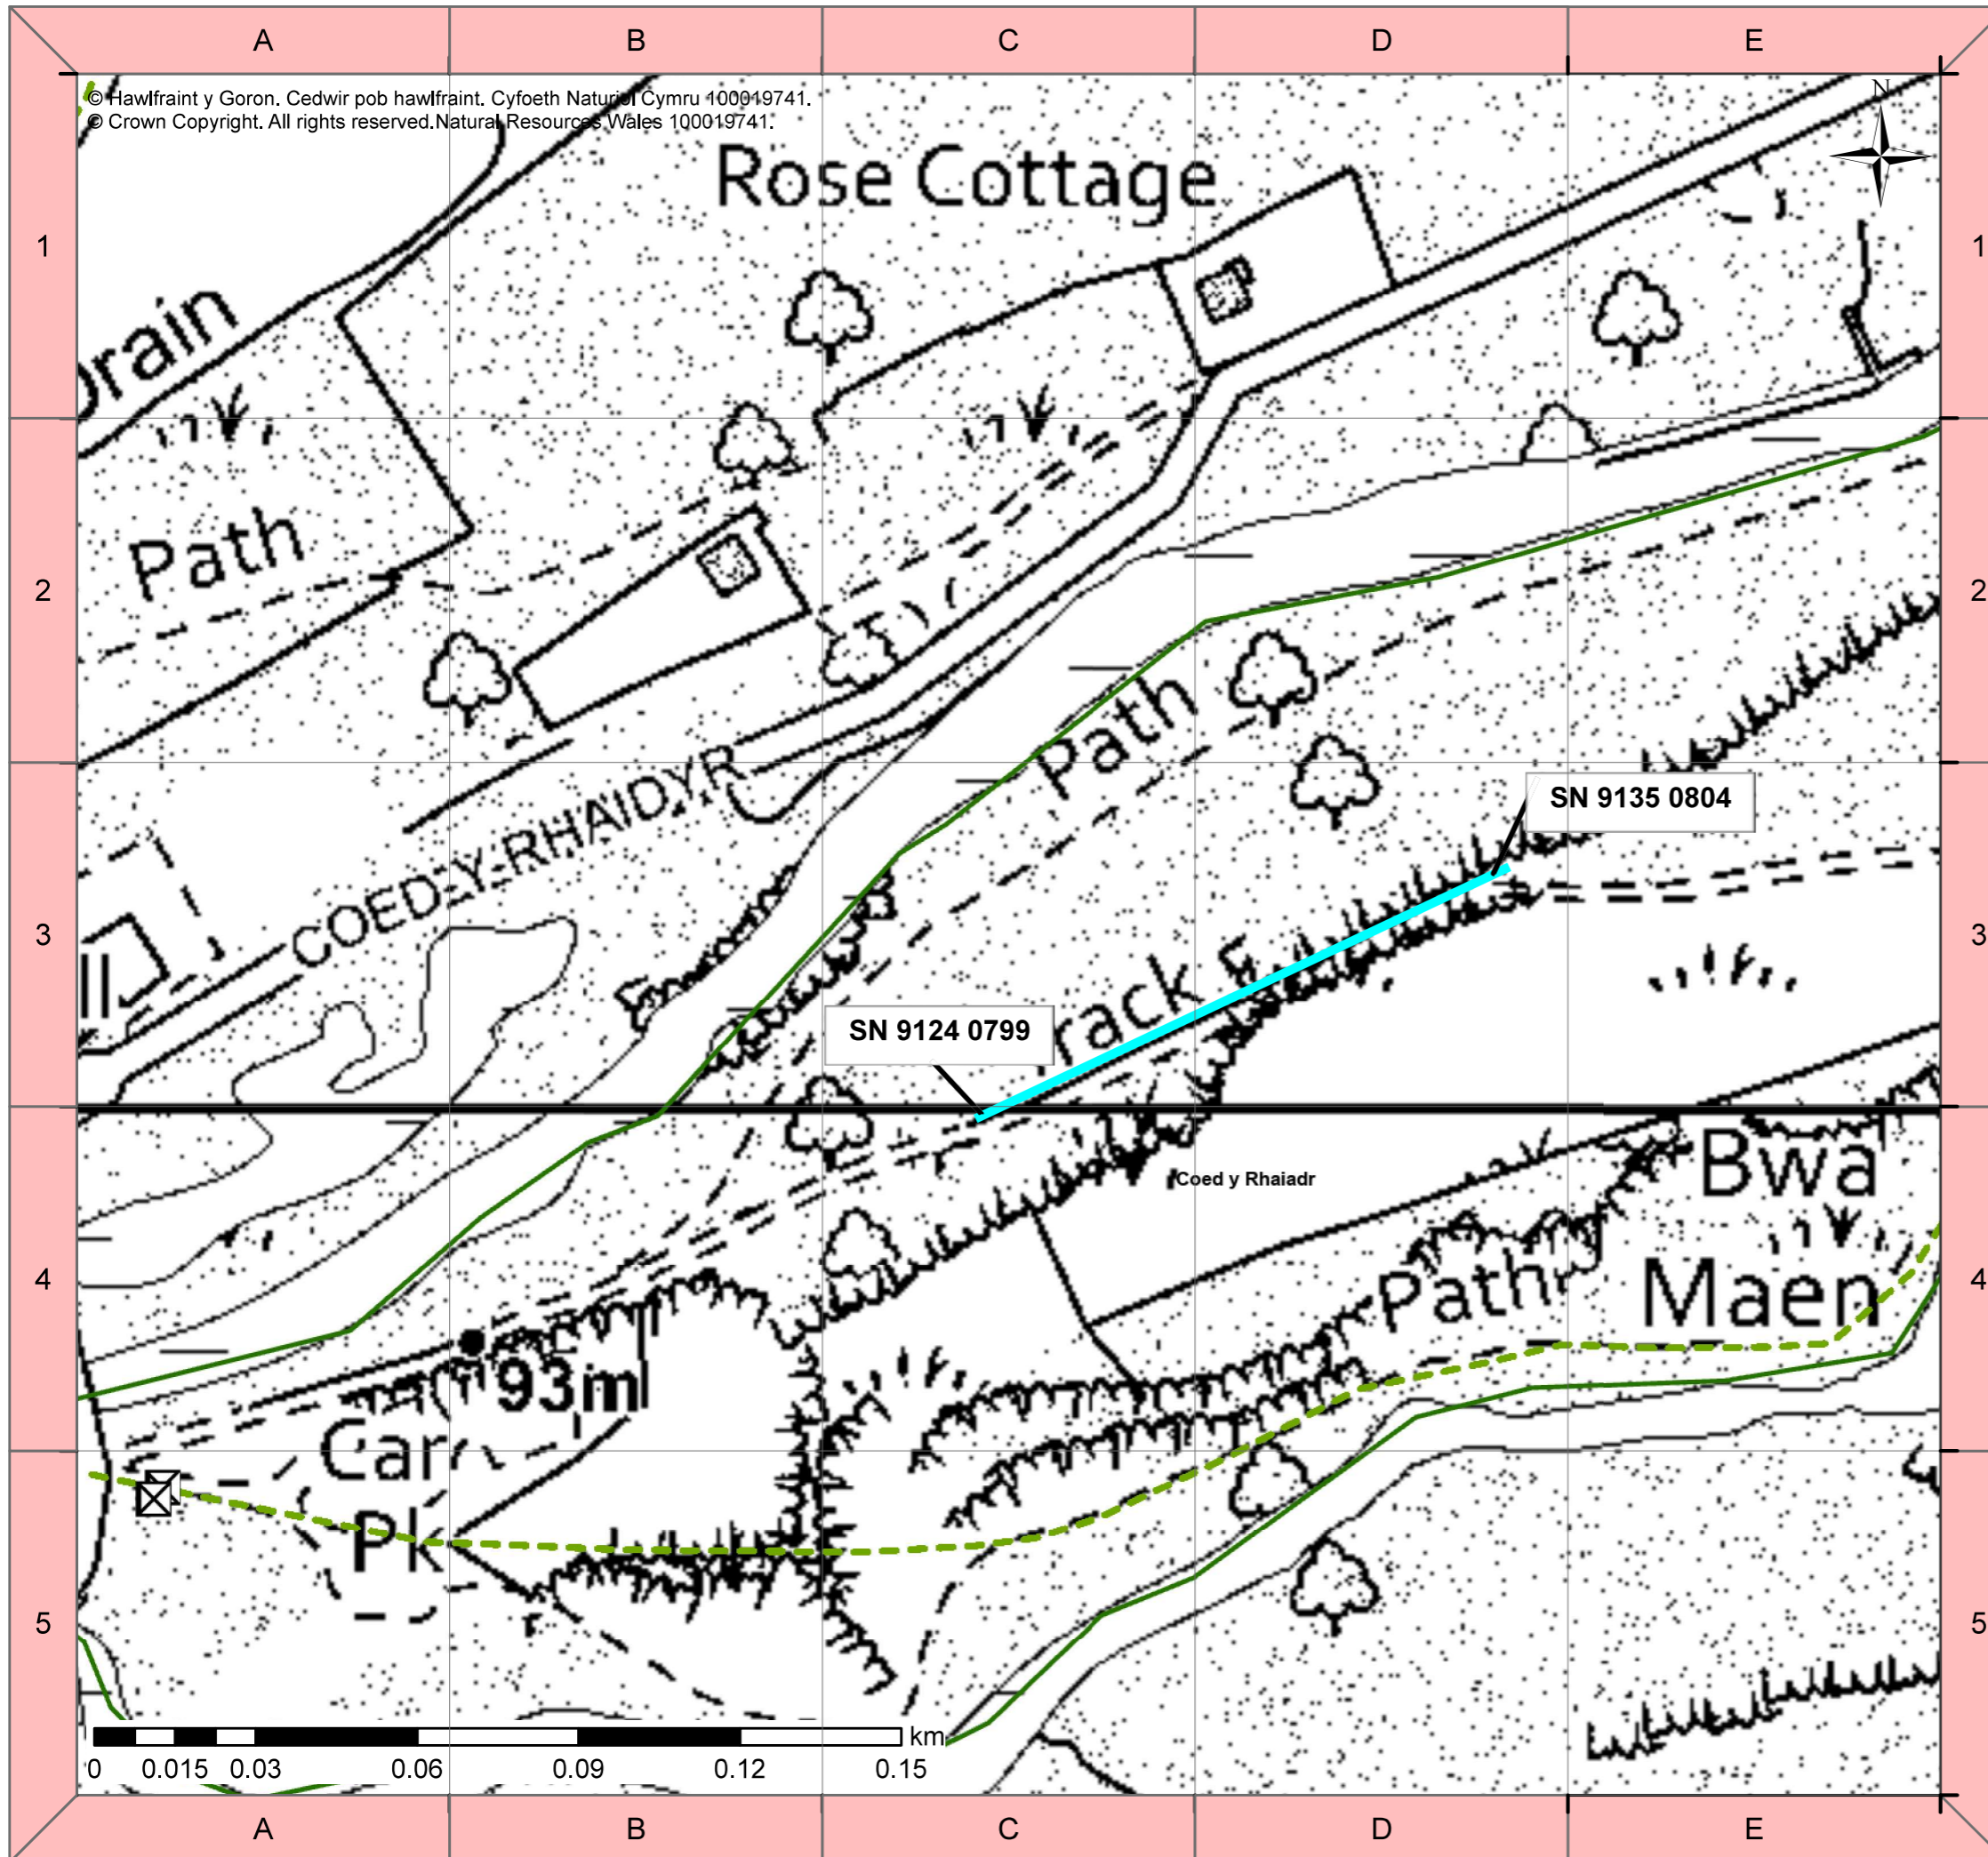 A B C D E
© Hawlfraint y Goron. Cedwir pob hawlfraint. Cyfoeth Naturiol Cymru 100019741.
© Crown Copyright. All rights reserved.Natural Resources Wales 100019741.
N
Rose Cottage
1 1
Drain
Path
2 2
Path
COED-Y-RHAIDYR
SN 9135 0804
3 3
SN 9124 0799
rack
Coed y Rhaiadr
Bwa
Maen
4 4
Path
93m
Car
Pk
5 5
km
0 0.015 0.03 0.06 0.09 0.12 0.15
A B C D E